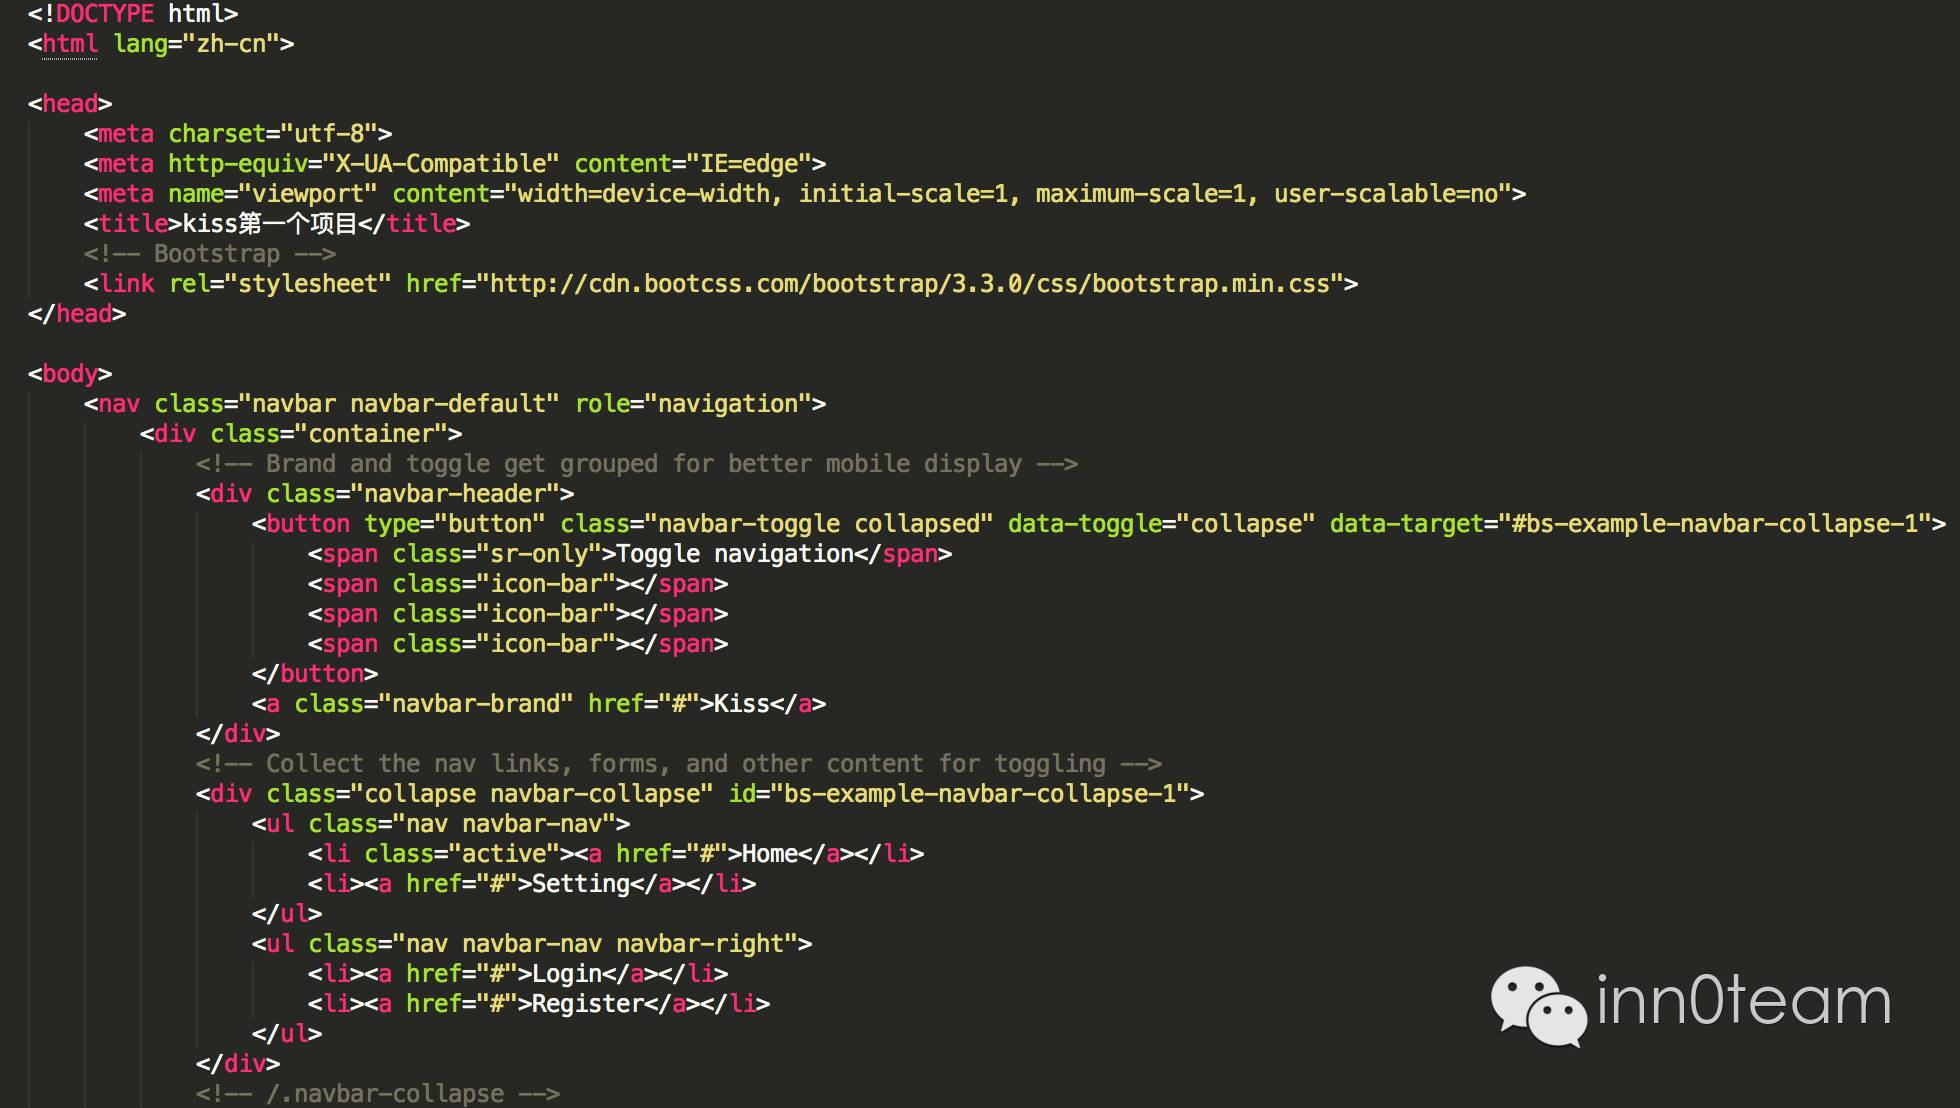 <!DOCTYPE html>
<html lang="zh-cn">
<head>
<meta charset="utf-8">
<meta http-equiv="X-UA-Compatible" content="IE=edge">
<meta name="viewport" content="width=device-width, initial-scale=1, maximum-scale=1, user-scalable=no">
<title>kiss第一个项目</title>
<!-- Bootstrap -->
<link rel="stylesheet" href="http://cdn.bootcss.com/bootstrap/3.3.0/css/bootstrap.min.css">
</head>
<body>
<nav class="navbar navbar-default" role="navigation">
<div class="container">
<!-- Brand and toggle get grouped for better mobile display -->
<div class="navbar-header">
<button type="button" class="navbar-toggle collapsed" data-toggle="collapse" data-target="#bs-example-navbar-collapse-1">
<span class="sr-only">Toggle navigation</span>
<span class="icon-bar"></span>
<span class="icon-bar"></span>
<span class="icon-bar"></span>
</button>
<a class="navbar-brand" href="#">Kiss</a>
</div>
<!-- Collect the nav links, forms, and other content for toggling -->
<div class="collapse navbar-collapse" id="bs-example-navbar-collapse-1">
<ul class="nav navbar-nav">
<li class="active"><a href="#">Home</a></li>
<li><a href="#">Setting</a></li>
</ul>
<ul class="nav navbar-nav navbar-right">
<li><a href="#">Login</a></li>
<li><a href="#">Register</a></li>
</ul>
</div>
<!-- /.navbar-collapse -->
inn0team